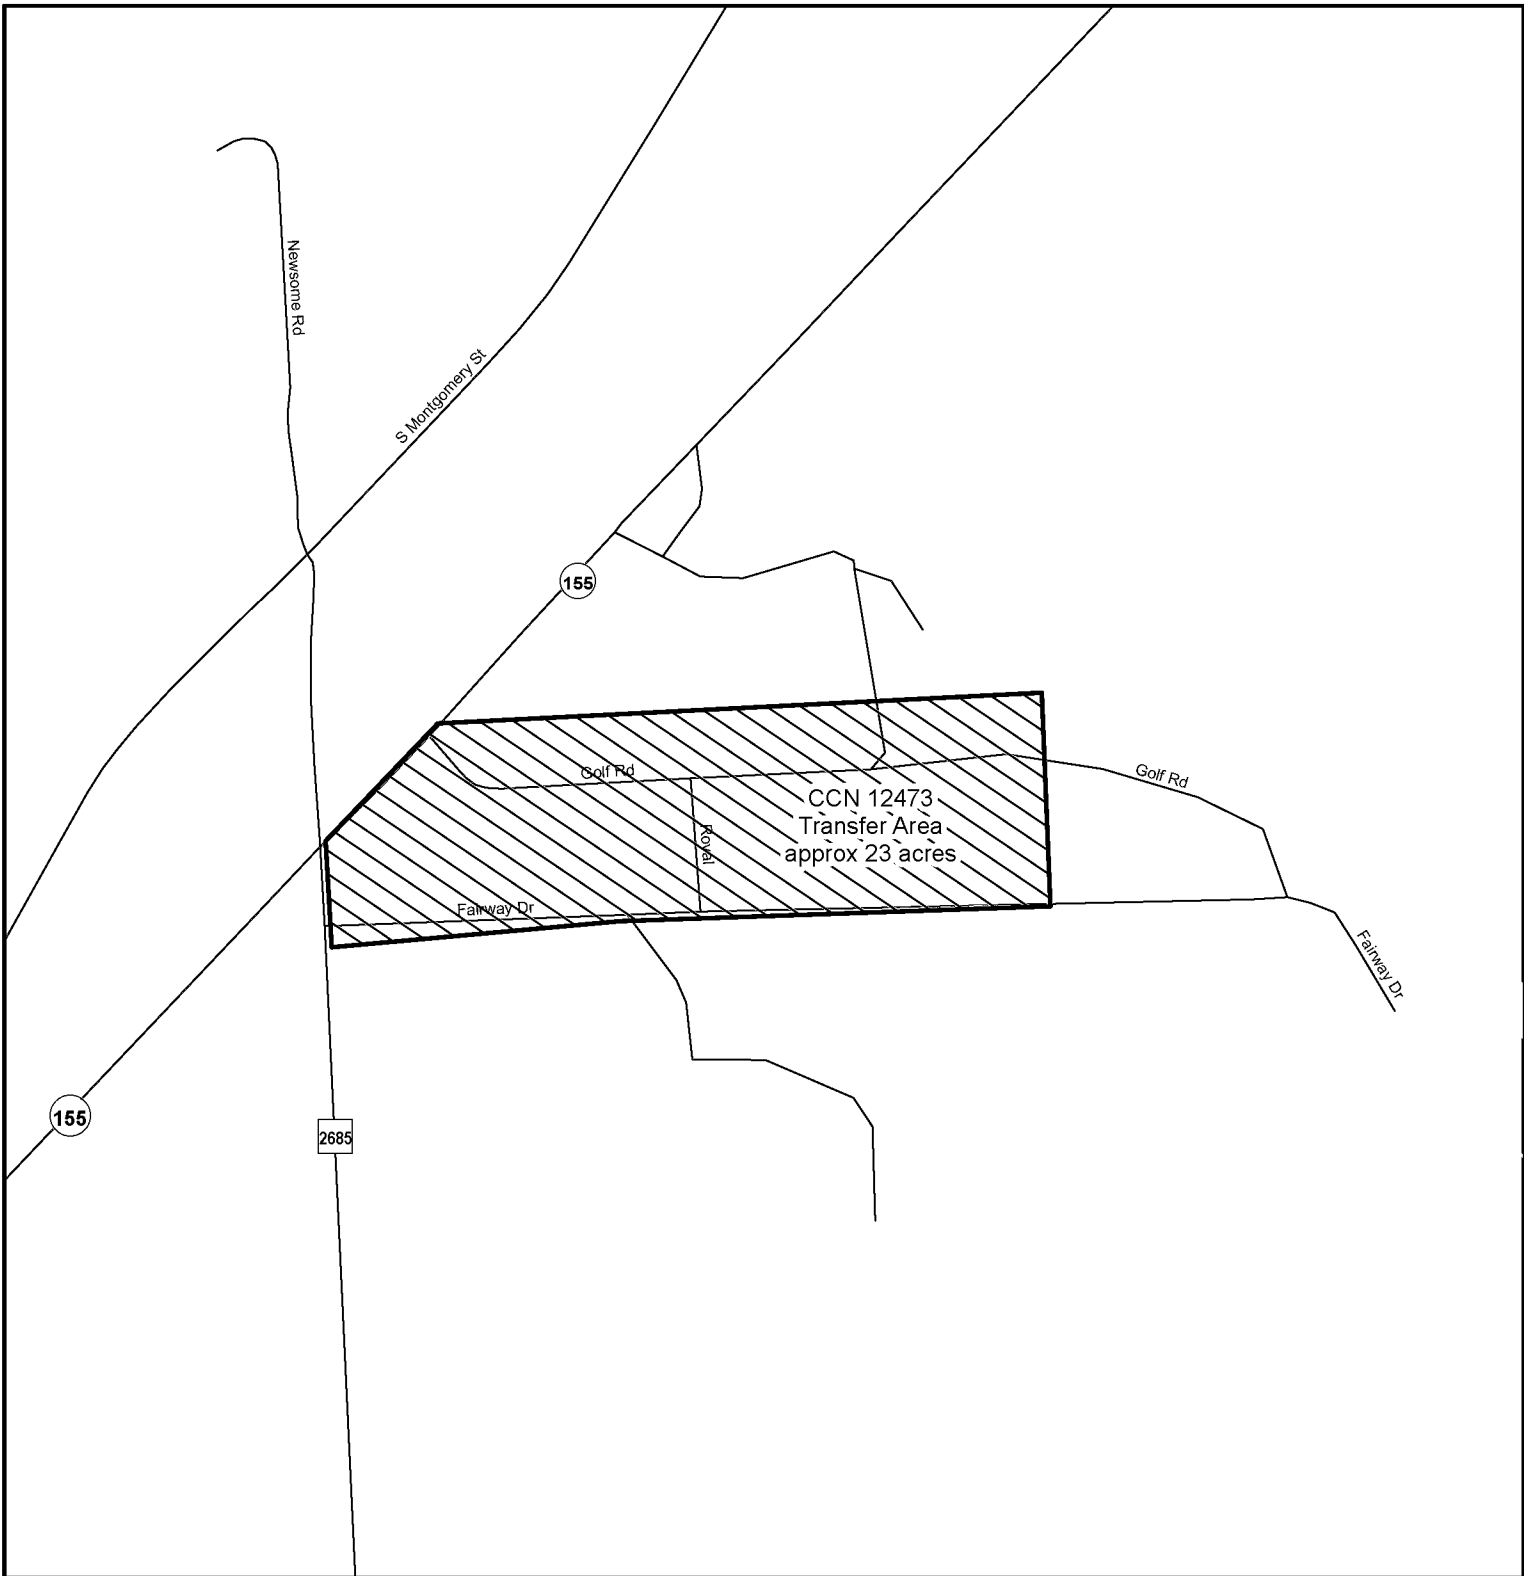 Newsome Rd
S Montgomery St
155
Golf Rd
Golf Rd
CCN 12473
Transfer Area
approx 23 acres
Royal
Fairway Dr
Fairway Dr
155
2685